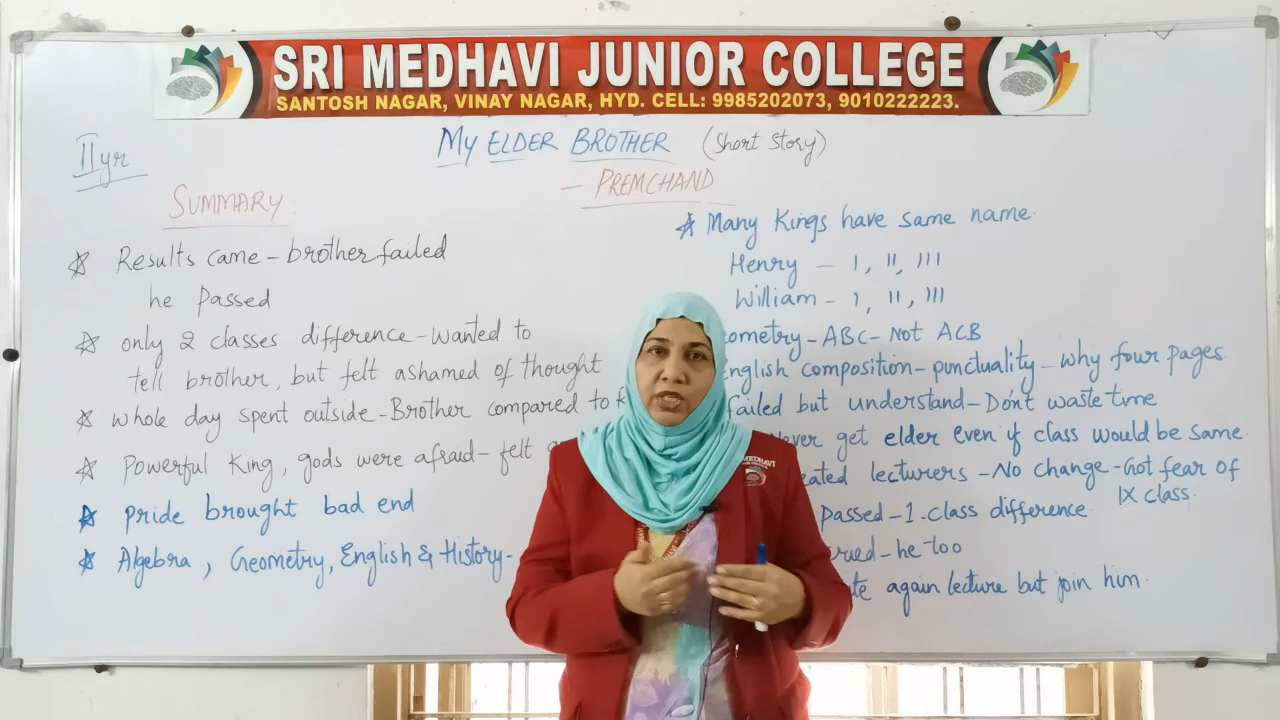 SRI MEDHAVI JUNIOR COLLEGE
SANTOSH NAGAR, VINAY NAGAR, HYD. CELL: 9985202073, 9010222223.
II yr
MY ELDER BROTHER (Short Story)
– PREMCHAND
SUMMARY
Results came – brother failed
he Passed
only 2 classes difference – Wanted to
tell brother, but felt ashamed of thought
whole day spent outside – Brother compared to
Powerful King, gods were afraid – felt
Pride brought bad end
Algebra, Geometry, English & History –
Many Kings have same name
Henry – I, II, III
William – I, II, III
ometry – ABC – Not ACB
nglish composition – punctuality – why four pages
failed but understand – Don't waste time
ever get elder even if class would be same
eated lecturers – No change – Got fear of
IX class
passed – 1 class difference
ried – he too
te again lecture but join him
MEDHAVI